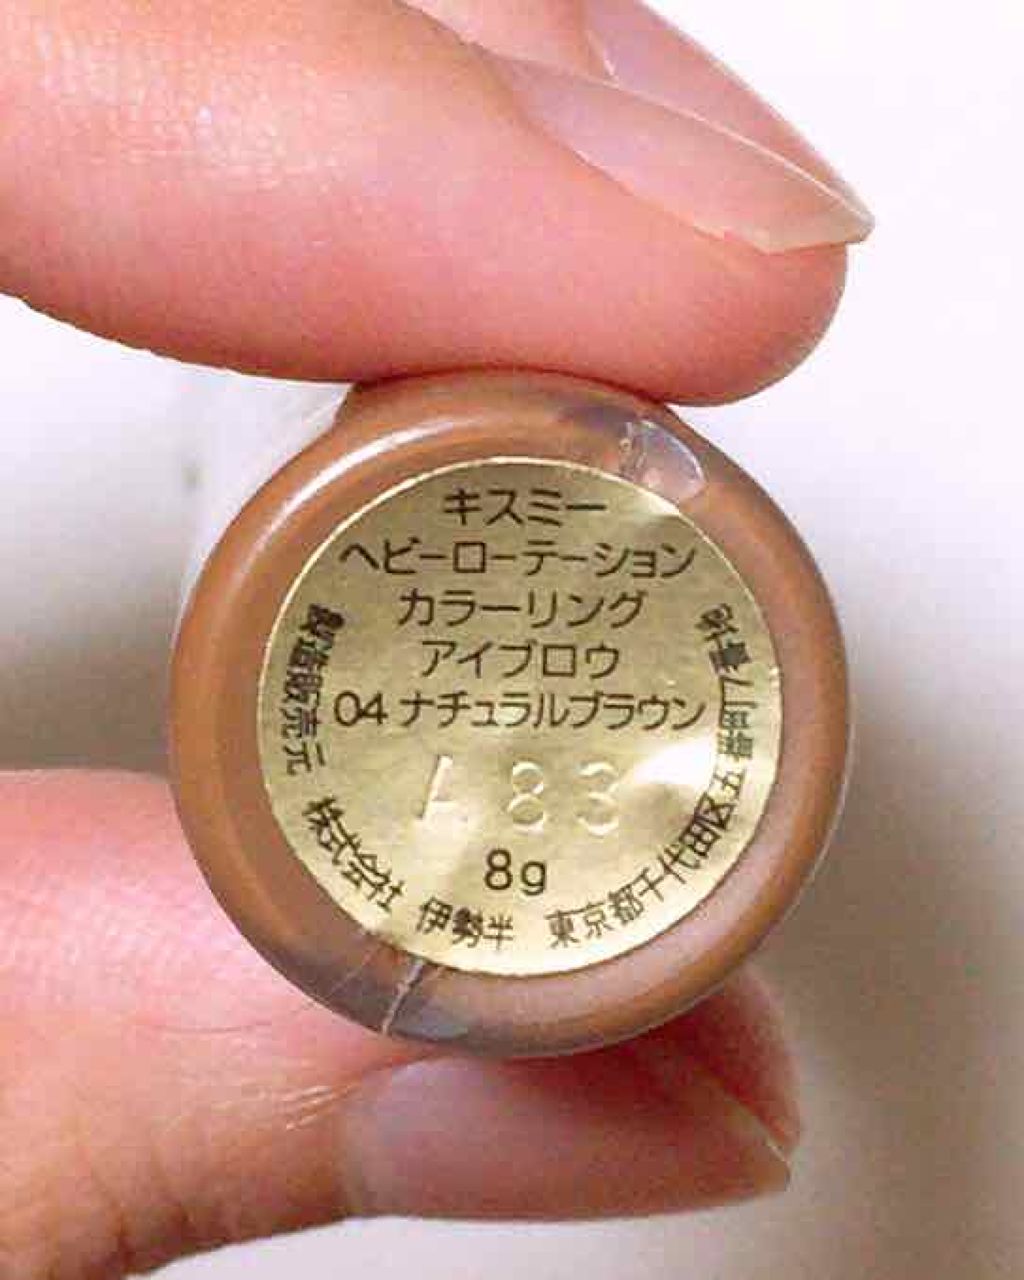 キスミー
ヘビーローテーション
カラーリング
アイブロウ
04 ナチュラルブラウン
A83
8g
製造販売元 株式会社 伊勢半 東京都千代田区五番町